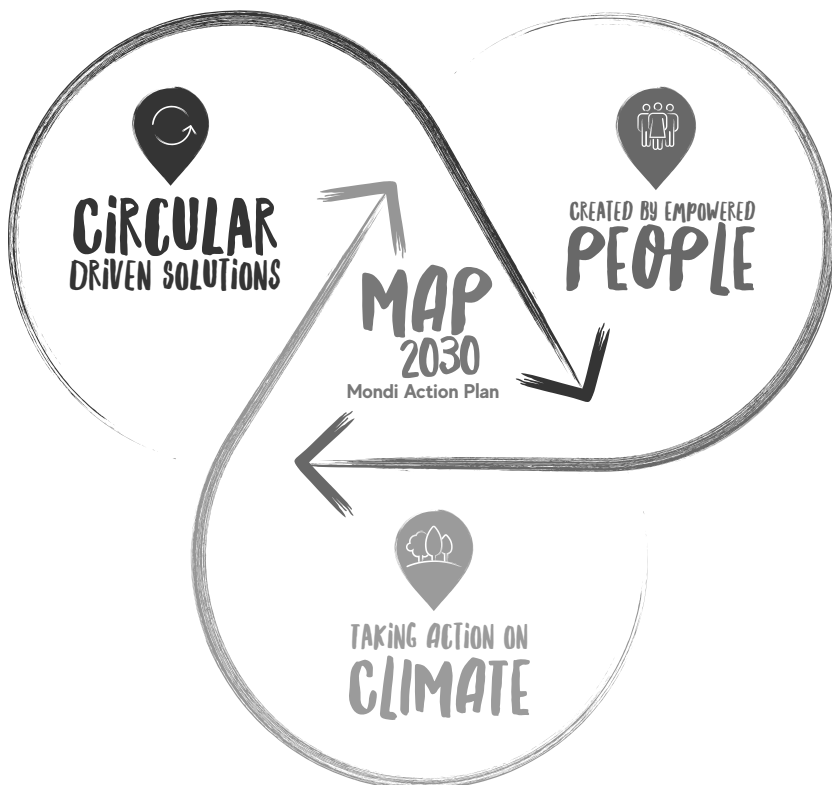 CiRCULAR
DRiVEN SOLUTiONS
CREATED BY EMPOWERED
PEOPLE
MAP
2030
Mondi Action Plan
TAKiNG ACTiON ON
CLIMATE